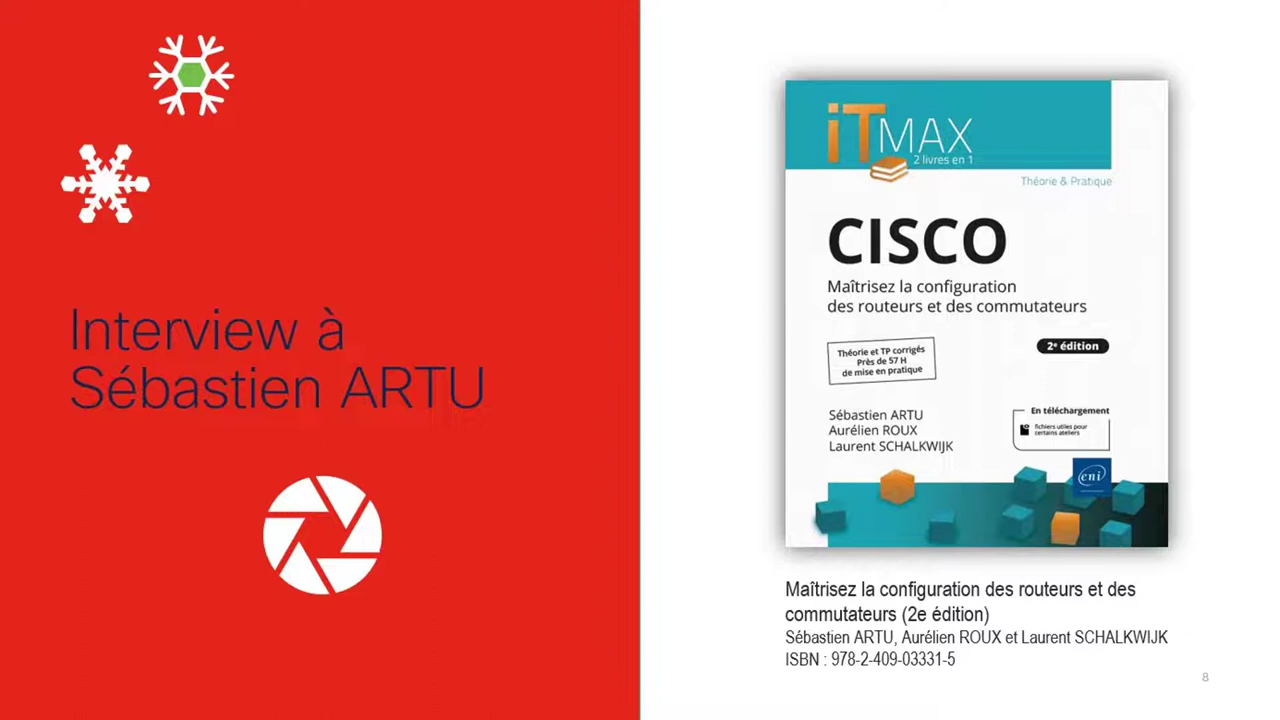 Interview à
Sébastien ARTU
iTMAX
2 livres en 1
Théorie & Pratique
CISCO
Maîtrisez la configuration
des routeurs et des commutateurs
2e édition
Théorie et TP corrigés
Près de 57 H
de mise en pratique
Sébastien ARTU
Aurélien ROUX
Laurent SCHALKWIJK
En téléchargement
fichiers utiles pour
certains ateliers
eni
Maîtrisez la configuration des routeurs et des
commutateurs (2e édition)
Sébastien ARTU, Aurélien ROUX et Laurent SCHALKWIJK
ISBN : 978-2-409-03331-5
8